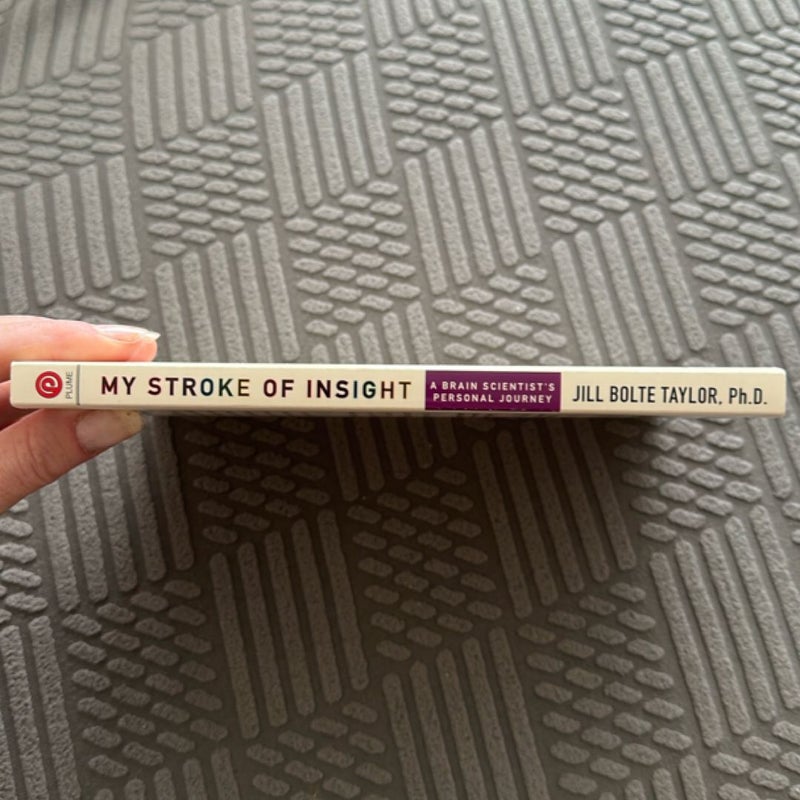 PLUME
MY STROKE OF INSIGHT
A BRAIN SCIENTIST'S
PERSONAL JOURNEY
JILL BOLTE TAYLOR, Ph.D.